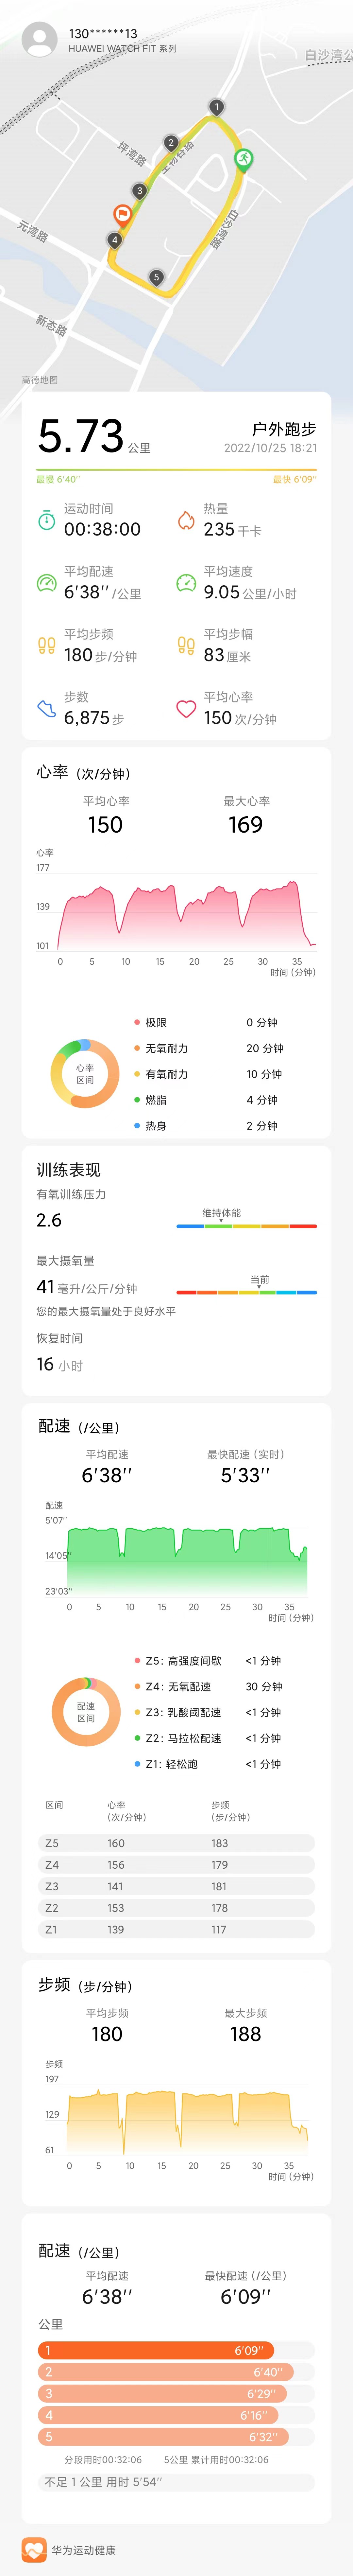 130******13
HUAWEI WATCH FIT 系列
白沙湾公
1
2
坪湾路
3
4
白沙湾路
元湾路
5
新态路
高德地图
5.73公里
户外跑步
2022/10/25 18:21
最慢 6'40''
最快 6'09''
运动时间
00:38:00
热量
235千卡
平均配速
6'38''/公里
平均速度
9.05公里/小时
平均步频
180步/分钟
平均步幅
83厘米
步数
6,875步
平均心率
150次/分钟
心率 (次/分钟)
平均心率
150
最大心率
169
心率
177
139
101
0 5 10 15 20 25 30 35
时间 (分钟)
心率
区间
极限 0 分钟
无氧耐力 20 分钟
有氧耐力 10 分钟
燃脂 4 分钟
热身 2 分钟
训练表现
有氧训练压力
2.6
维持体能
最大摄氧量
41毫升/公斤/分钟
当前
您的最大摄氧量处于良好水平
恢复时间
16 小时
配速 (/公里)
平均配速
6'38''
最快配速 (实时)
5'33''
配速
5'07''
14'05''
23'03''
0 5 10 15 20 25 30 35
时间 (分钟)
配速
区间
Z5: 高强度间歇 <1 分钟
Z4: 无氧配速 30 分钟
Z3: 乳酸阈配速 <1 分钟
Z2: 马拉松配速 <1 分钟
Z1: 轻松跑 <1 分钟
区间 心率 (次/分钟) 步频 (步/分钟)
Z5 160 183
Z4 156 179
Z3 141 181
Z2 153 178
Z1 139 117
步频 (步/分钟)
平均步频
180
最大步频
188
步频
197
129
61
0 5 10 15 20 25 30 35
时间 (分钟)
配速 (/公里)
平均配速
6'38''
最快配速 (/公里)
6'09''
公里
1 6'09''
2 6'40''
3 6'29''
4 6'16''
5 6'32''
分段用时00:32:06 5公里 累计用时00:32:06
不足 1 公里 用时 5'54''
华为运动健康